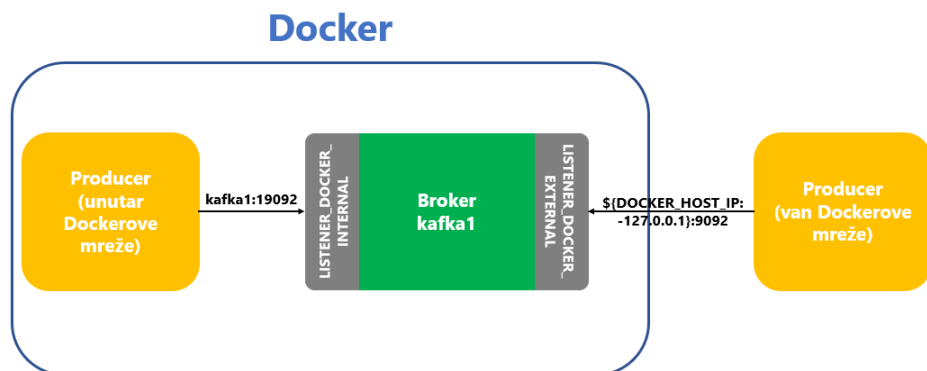 Docker
Producer
(unutar
Dockerove
mreže)
kafka1:19092
LISTENER_DOCKER_
INTERNAL
Broker
kafka1
LISTENER_DOCKER_
EXTERNAL
${DOCKER_HOST_IP:
-127.0.0.1}:9092
Producer
(van Dockerove
mreže)